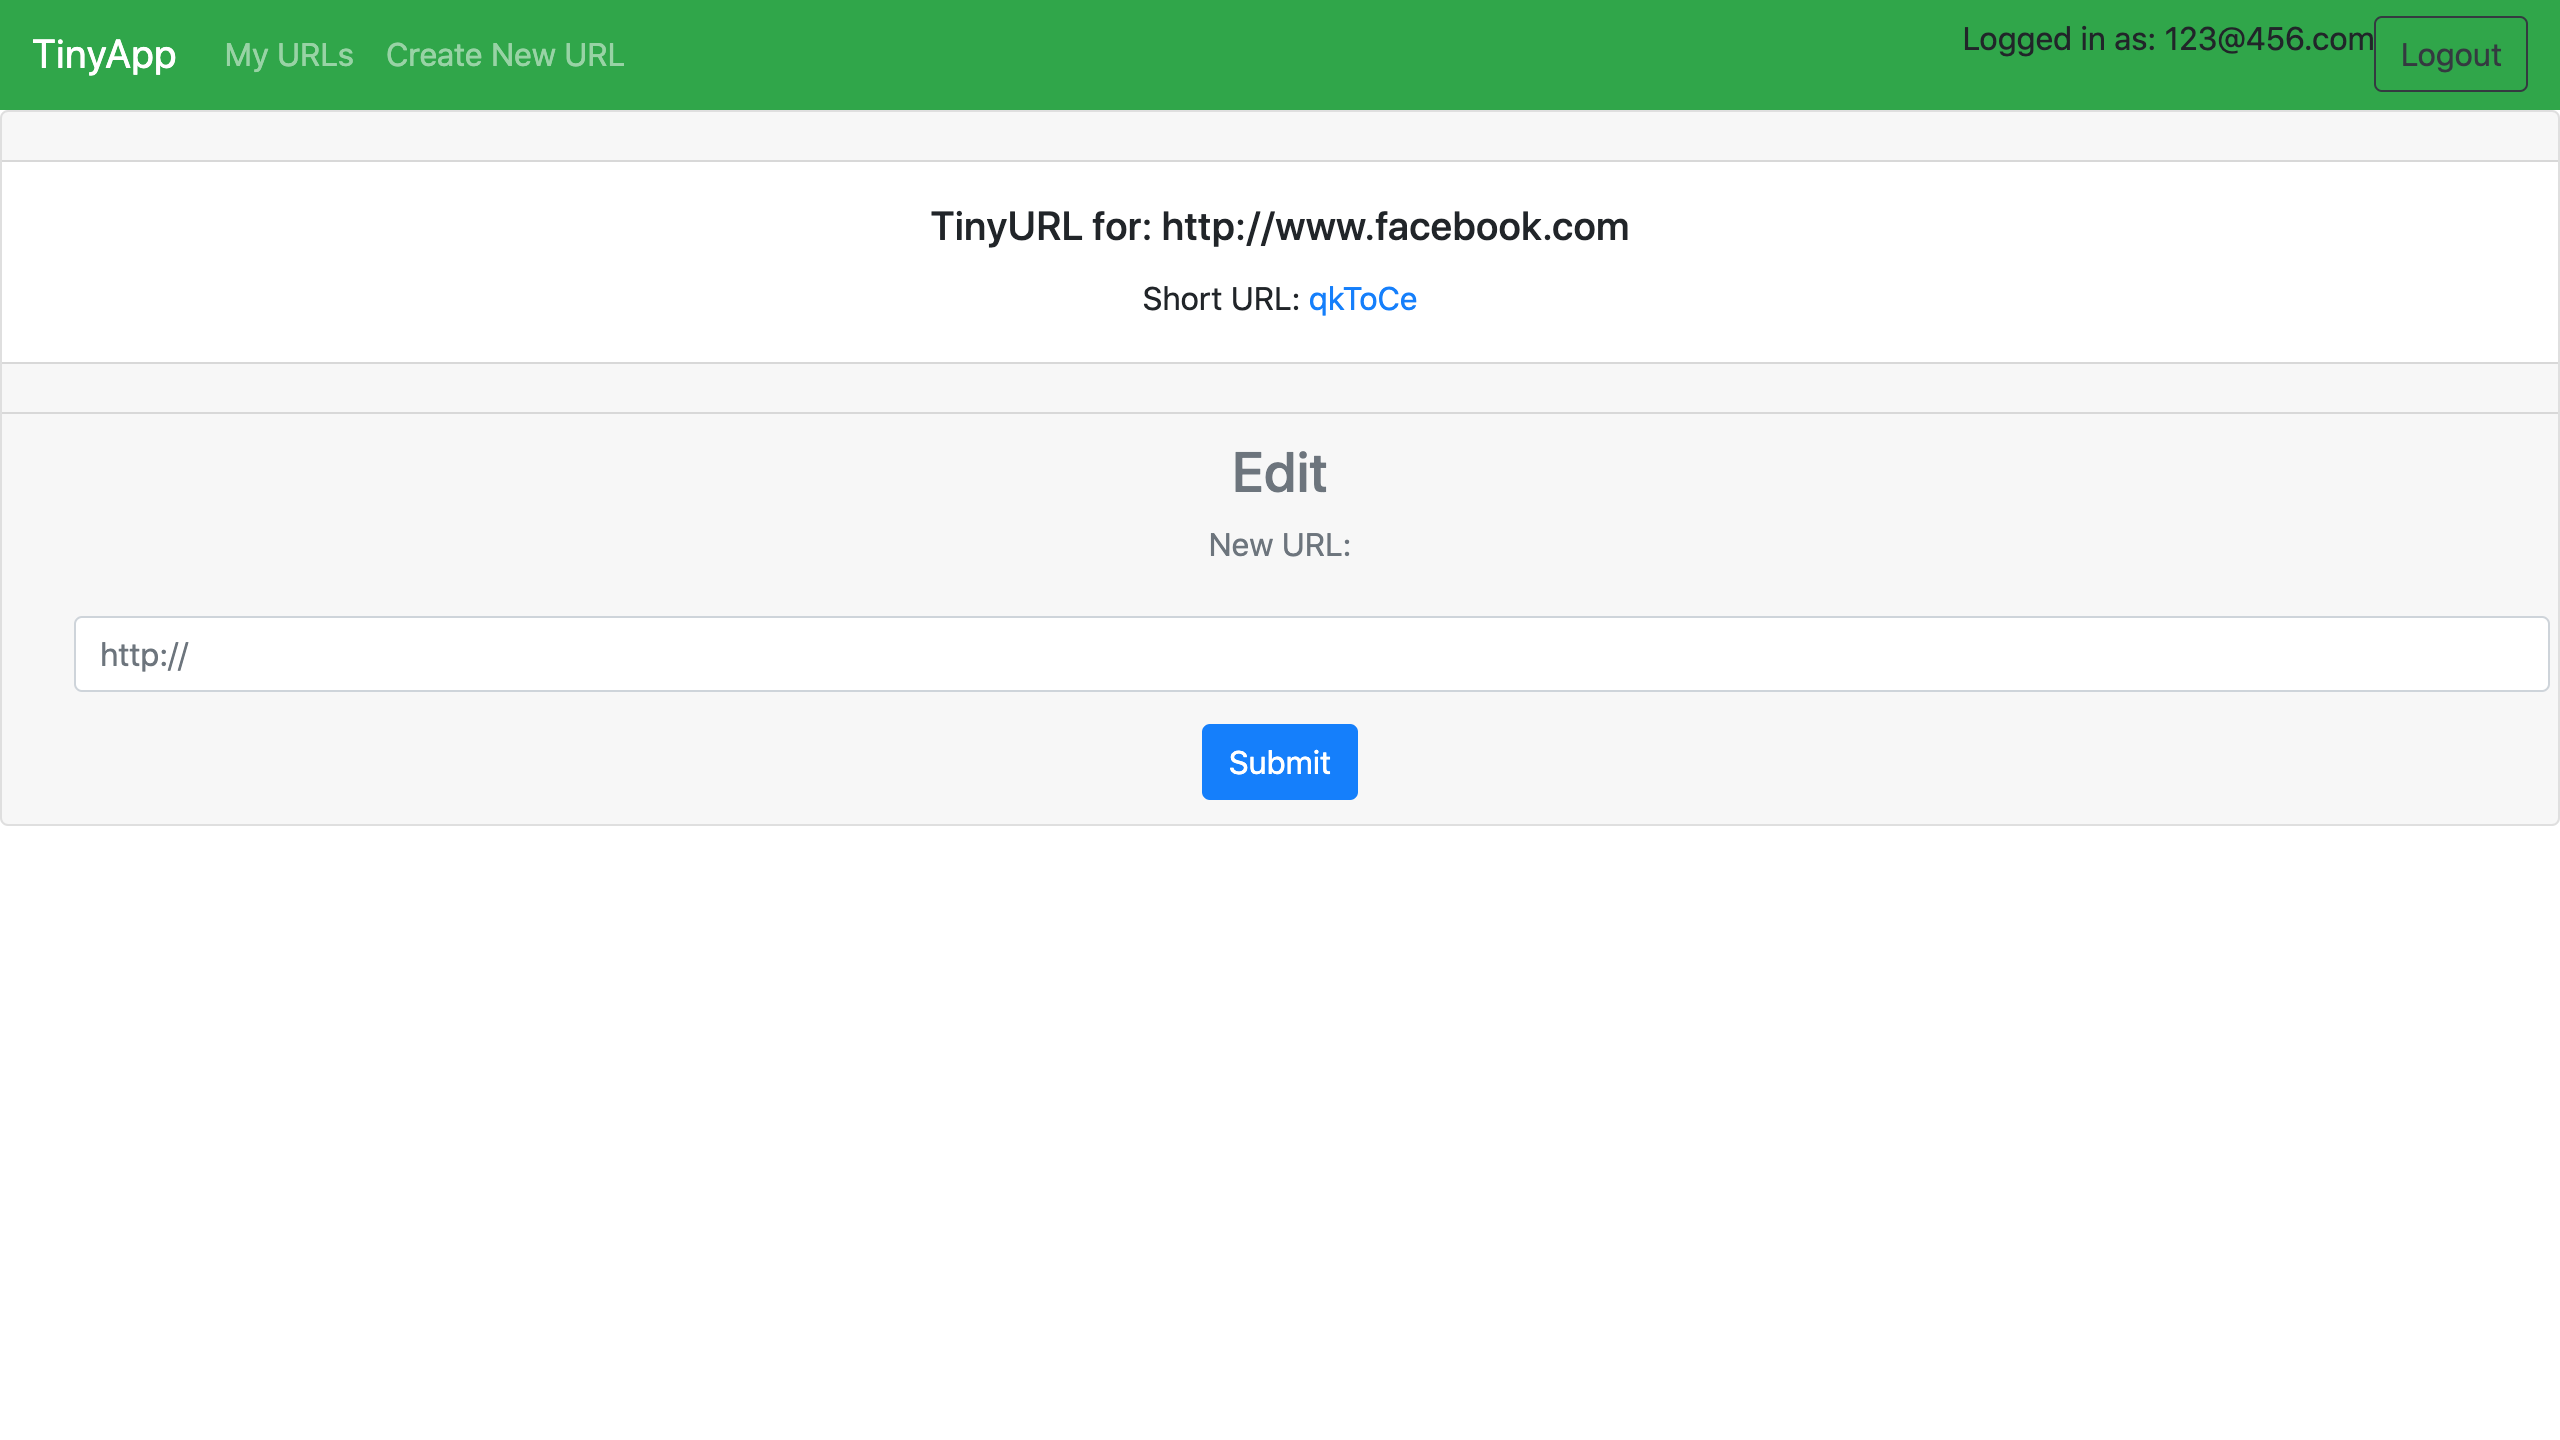 TinyApp My URLs Create New URL Logged in as: 123@456.com Logout
TinyURL for: http://www.facebook.com
Short URL: qkToCe
Edit
New URL:
http://
Submit